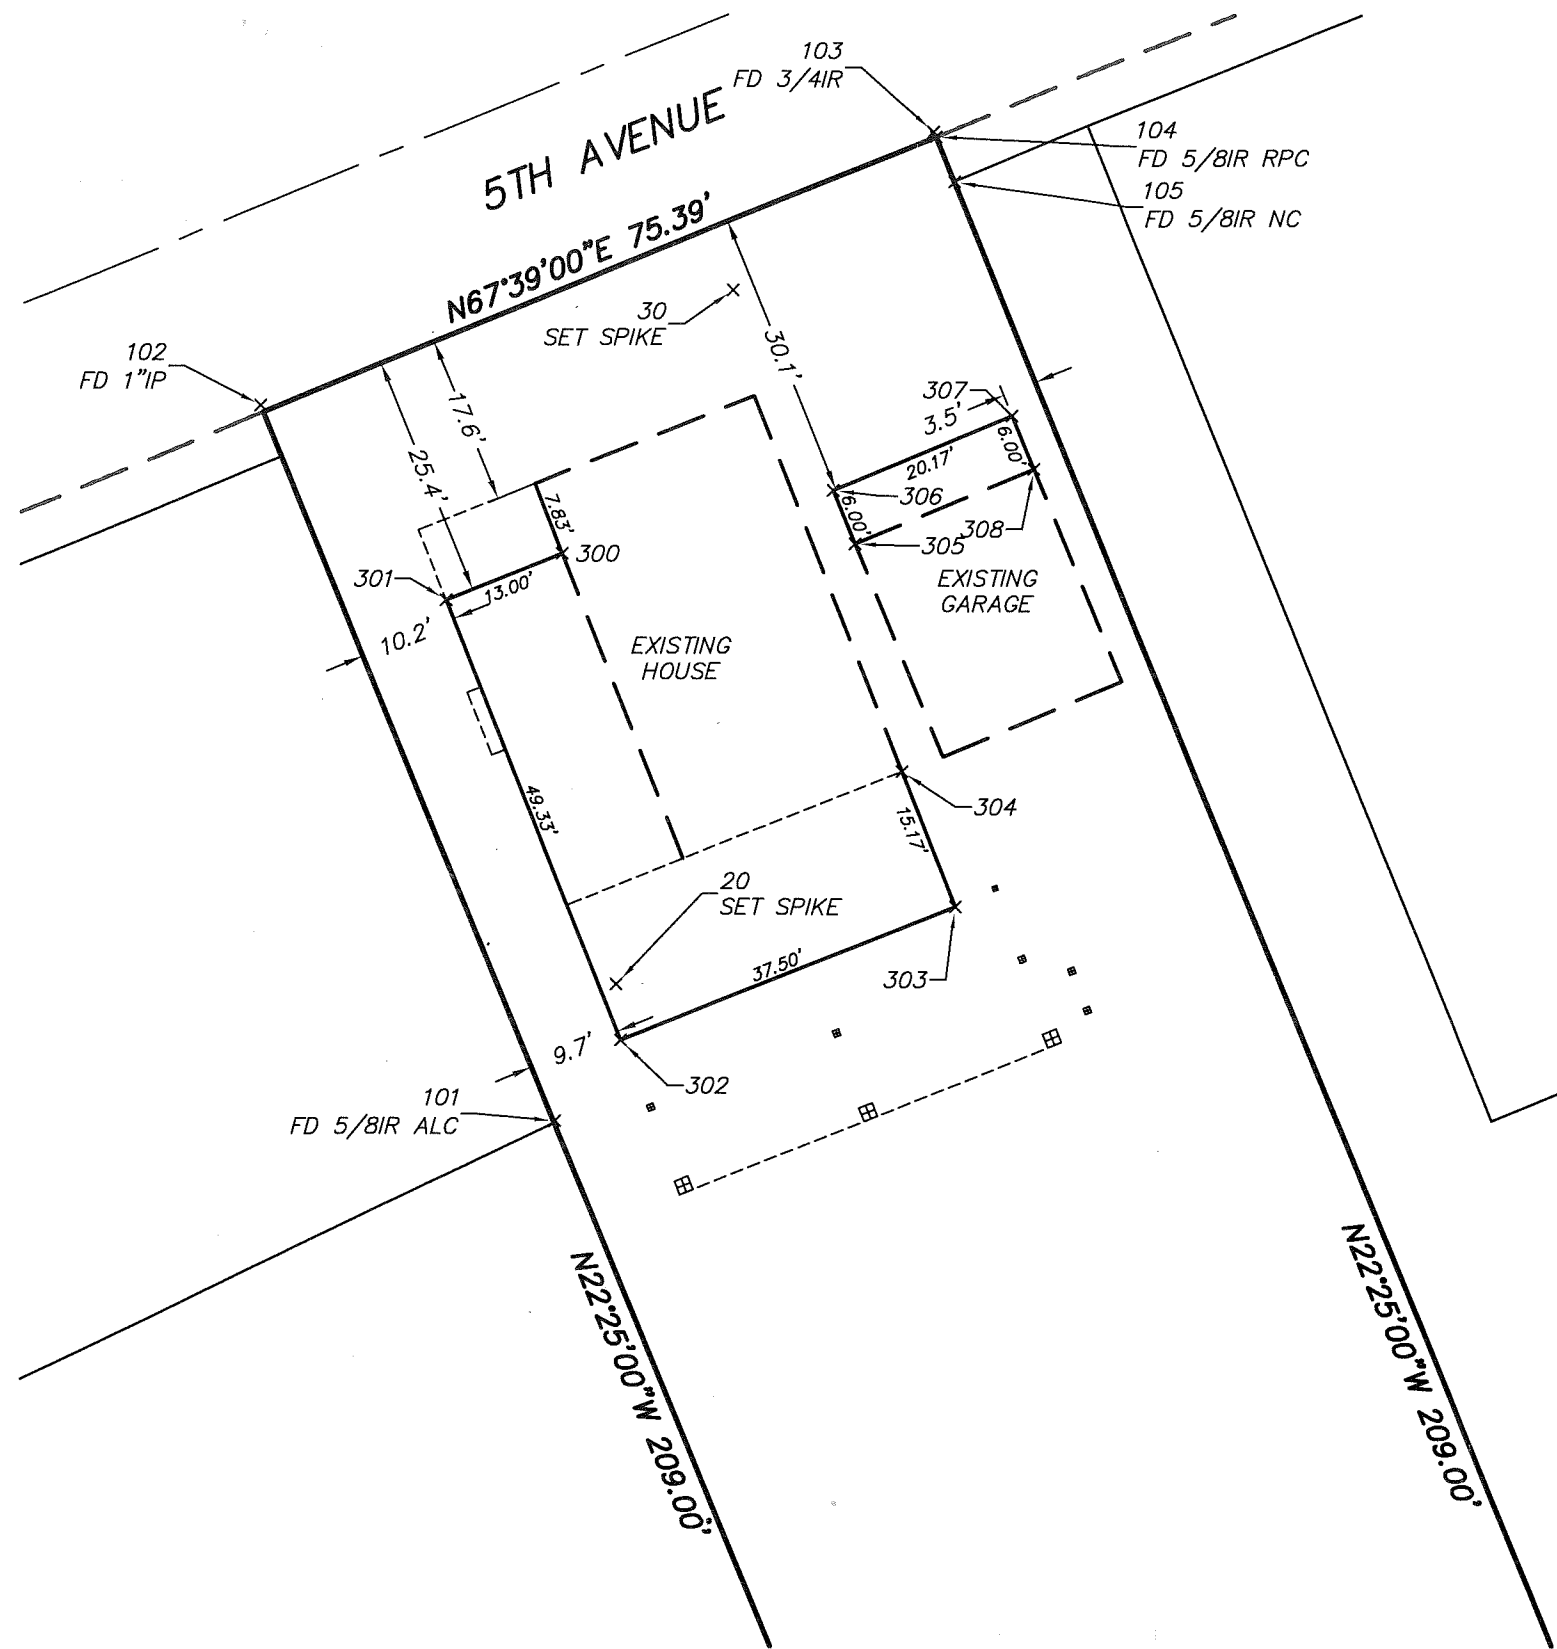 103
FD 3/4IR
5TH AVENUE
104
FD 5/8IR RPC
105
FD 5/8IR NC
N67°39'00"E 75.39'
30
SET SPIKE
102
FD 1"IP
30.1'
17.6'
25.4'
307
3.5'
6.00'
20.17'
306
6.00'
308
305
7.83'
300
301
13.00'
EXISTING
GARAGE
10.2'
EXISTING
HOUSE
49.33'
304
15.17'
20
SET SPIKE
37.50'
303
9.7'
302
101
FD 5/8IR ALC
N22°25'00"W 209.00'
N22°25'00"W 209.00'